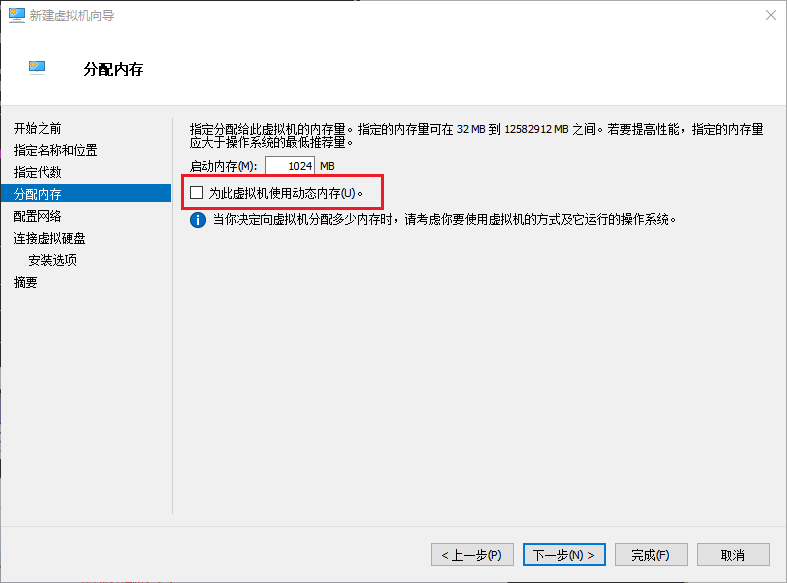 新建虚拟机向导
分配内存
开始之前
指定名称和位置
指定代数
分配内存
配置网络
连接虚拟硬盘
安装选项
摘要
指定分配给此虚拟机的内存量。指定的内存量可在 32 MB 到 12582912 MB 之间。若要提高性能，指定的内存量
应大于操作系统的最低推荐量。
启动内存(M): 1024 MB
为此虚拟机使用动态内存(U)。
当你决定向虚拟机分配多少内存时，请考虑你要使用虚拟机的方式及它运行的操作系统。
< 上一步(P) 下一步(N) > 完成(F) 取消